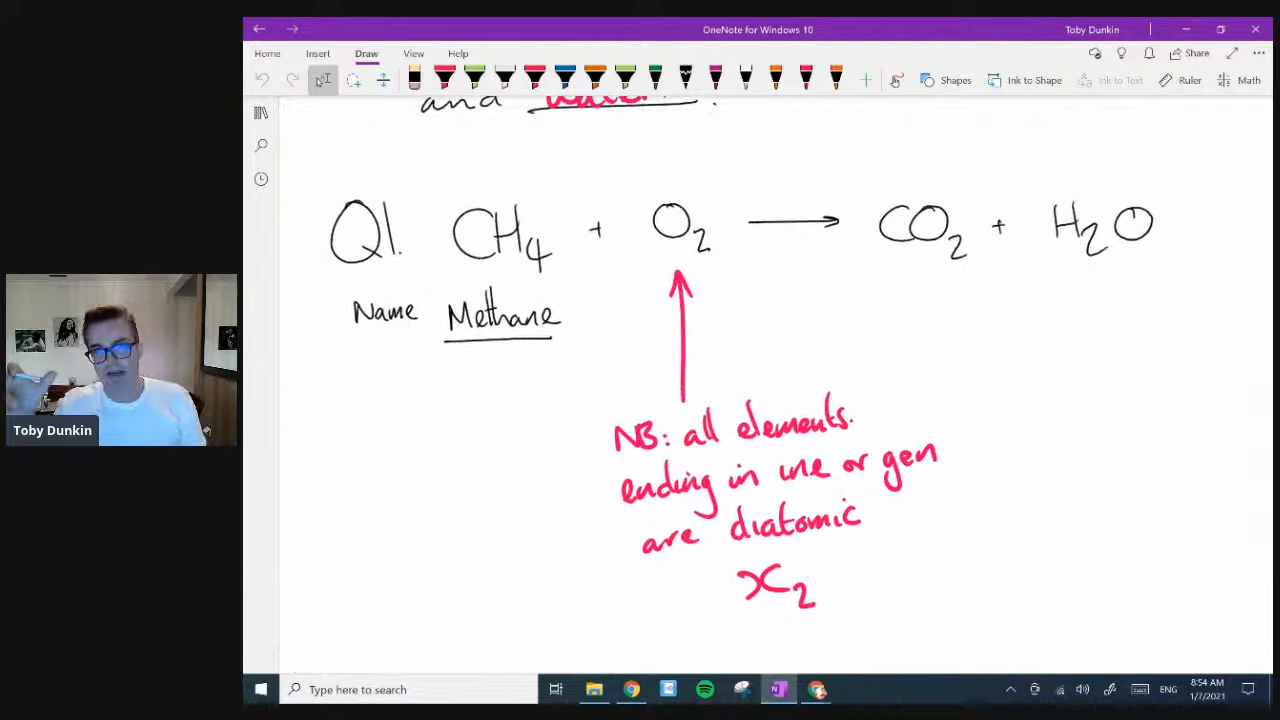 OneNote for Windows 10
Toby Dunkin
Home Insert Draw View Help
Share
Shapes Ink to Shape Ink to Text Ruler Math
and water.
Q1. CH4 + O2 → CO2 + H2O
Name Methane
NB: all elements.
ending in ine or gen
are diatomic
x2
Toby Dunkin
Type here to search
ENG
8:54 AM
1/7/2021